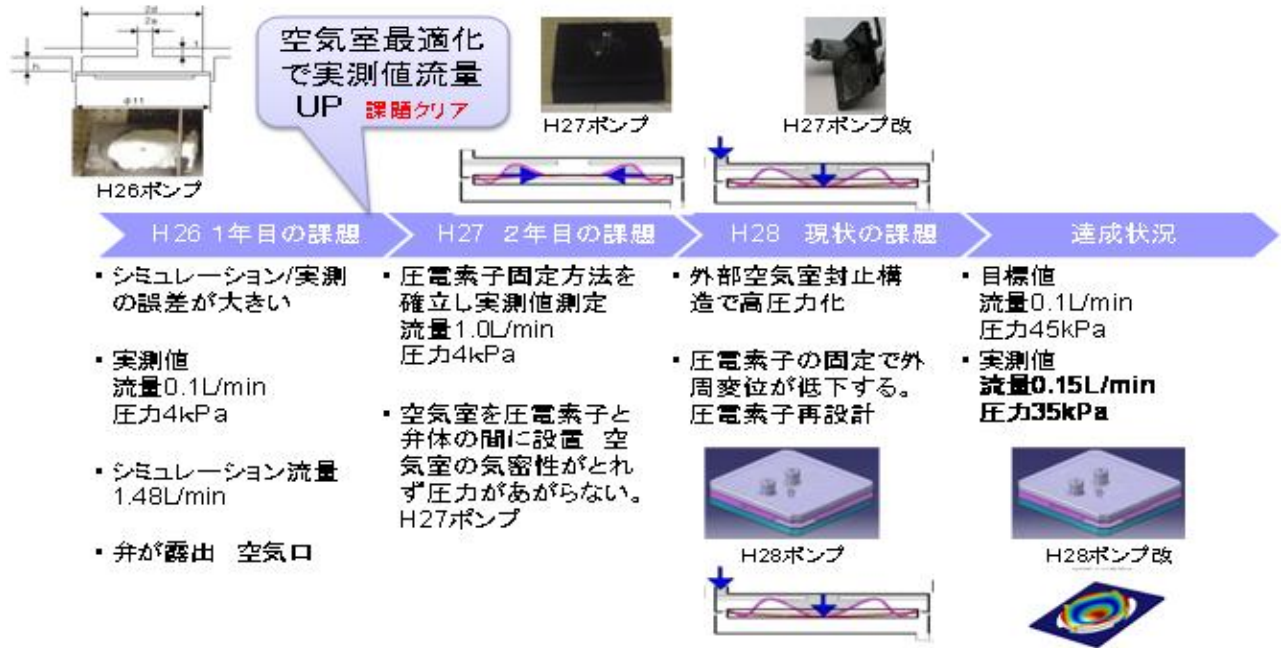 2d
2a
h
φ11
H26ポンプ
空気室最適化
で実測値流量
UP 課題クリア
H27ポンプ
H27ポンプ改
H26 1年目の課題
H27 2年目の課題
H28 現状の課題
達成状況
▪ シミュレーション/実測
の誤差が大きい
▪ 実測値
流量0.1L/min
圧力4kPa
▪ シミュレーション流量
1.48L/min
▪ 弁が露出 空気口
▪ 圧電素子固定方法を
確立し実測値測定
流量1.0L/min
圧力4kPa
▪ 空気室を圧電素子と
弁体の間に設置 空
気室の気密性がとれ
ず圧力があがらない。
H27ポンプ
▪ 外部空気室封止構
造で高圧力化
▪ 圧電素子の固定で外
周変位が低下する。
圧電素子再設計
H28ポンプ
▪ 目標値
流量0.1L/min
圧力45kPa
▪ 実測値
流量0.15L/min
圧力35kPa
H28ポンプ改